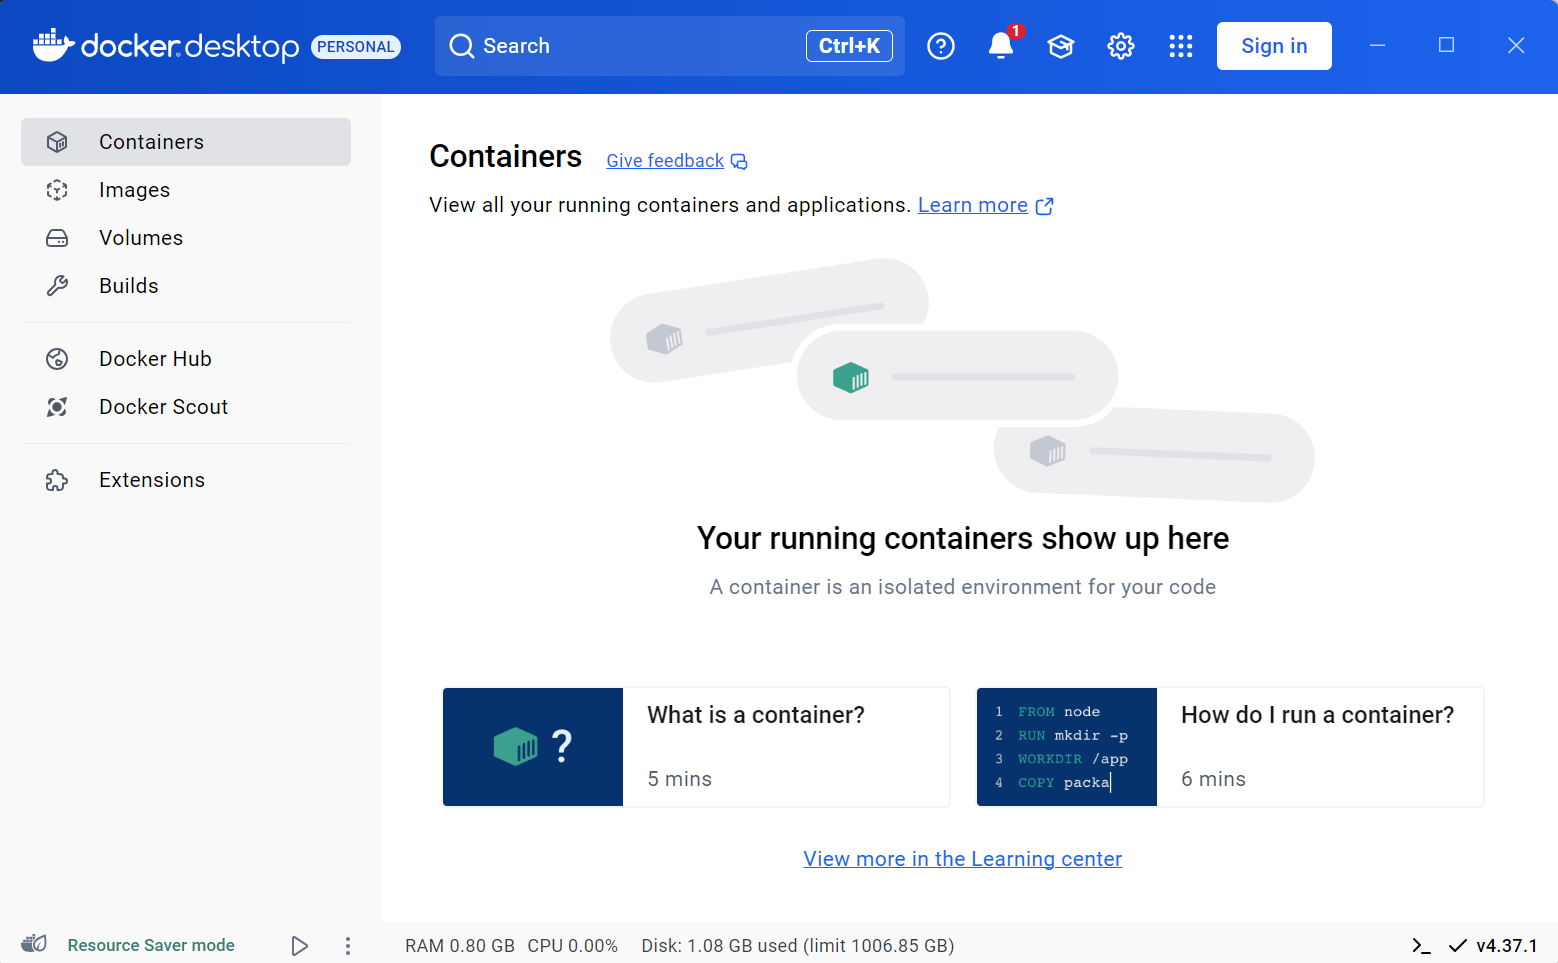 docker desktop PERSONAL
Search Ctrl+K
1
Sign in
Containers
Images
Volumes
Builds
Docker Hub
Docker Scout
Extensions
Containers Give feedback
View all your running containers and applications. Learn more
Your running containers show up here
A container is an isolated environment for your code
?
What is a container?
5 mins
1 FROM node
2 RUN mkdir -p
3 WORKDIR /app
4 COPY packa
How do I run a container?
6 mins
View more in the Learning center
Resource Saver mode
RAM 0.80 GB CPU 0.00% Disk: 1.08 GB used (limit 1006.85 GB)
v4.37.1